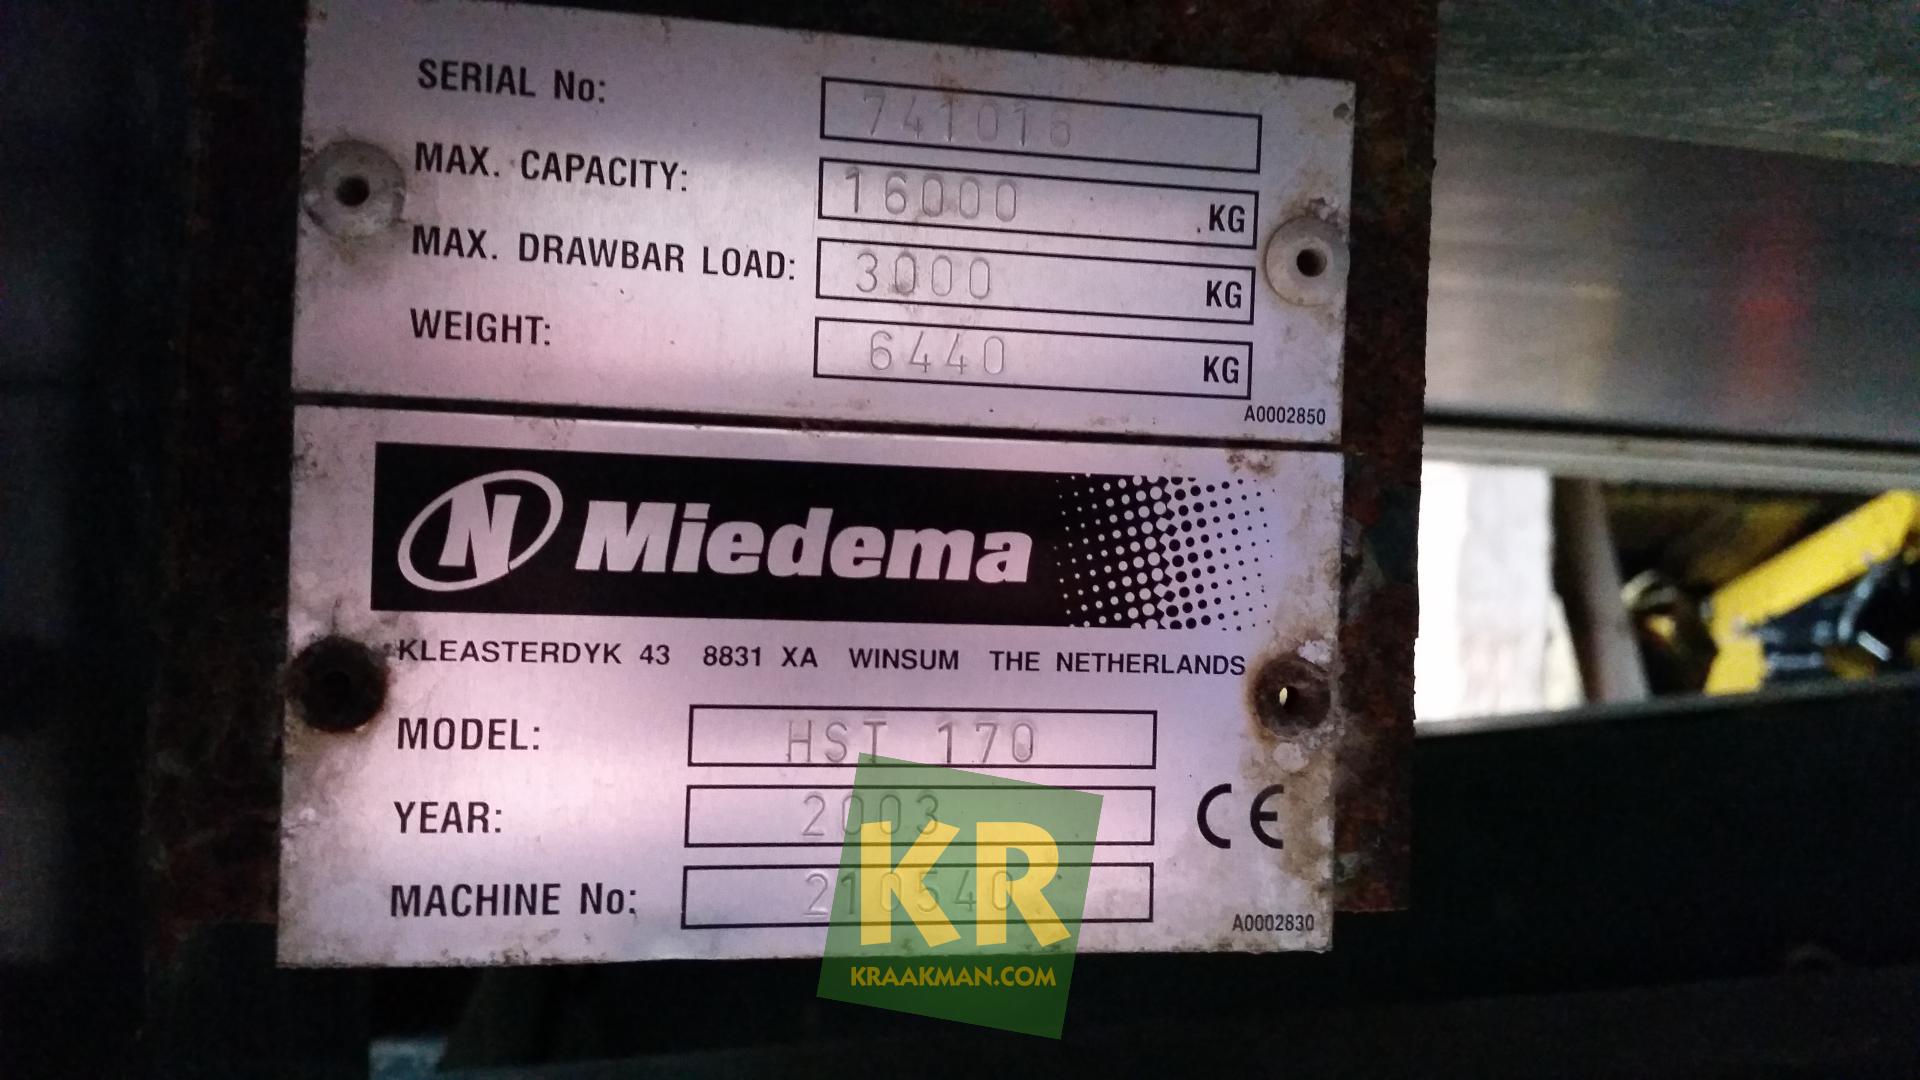 SERIAL No: 741016
MAX. CAPACITY: 16000 KG
MAX. DRAWBAR LOAD: 3000 KG
WEIGHT: 6440 KG
A0002850
N Miedema
KLEASTERDYK 43 8831 XA WINSUM THE NETHERLANDS
MODEL: HST 170
YEAR: 2003
CE
MACHINE No: 210540
A0002830
KR
KRAAKMAN.COM